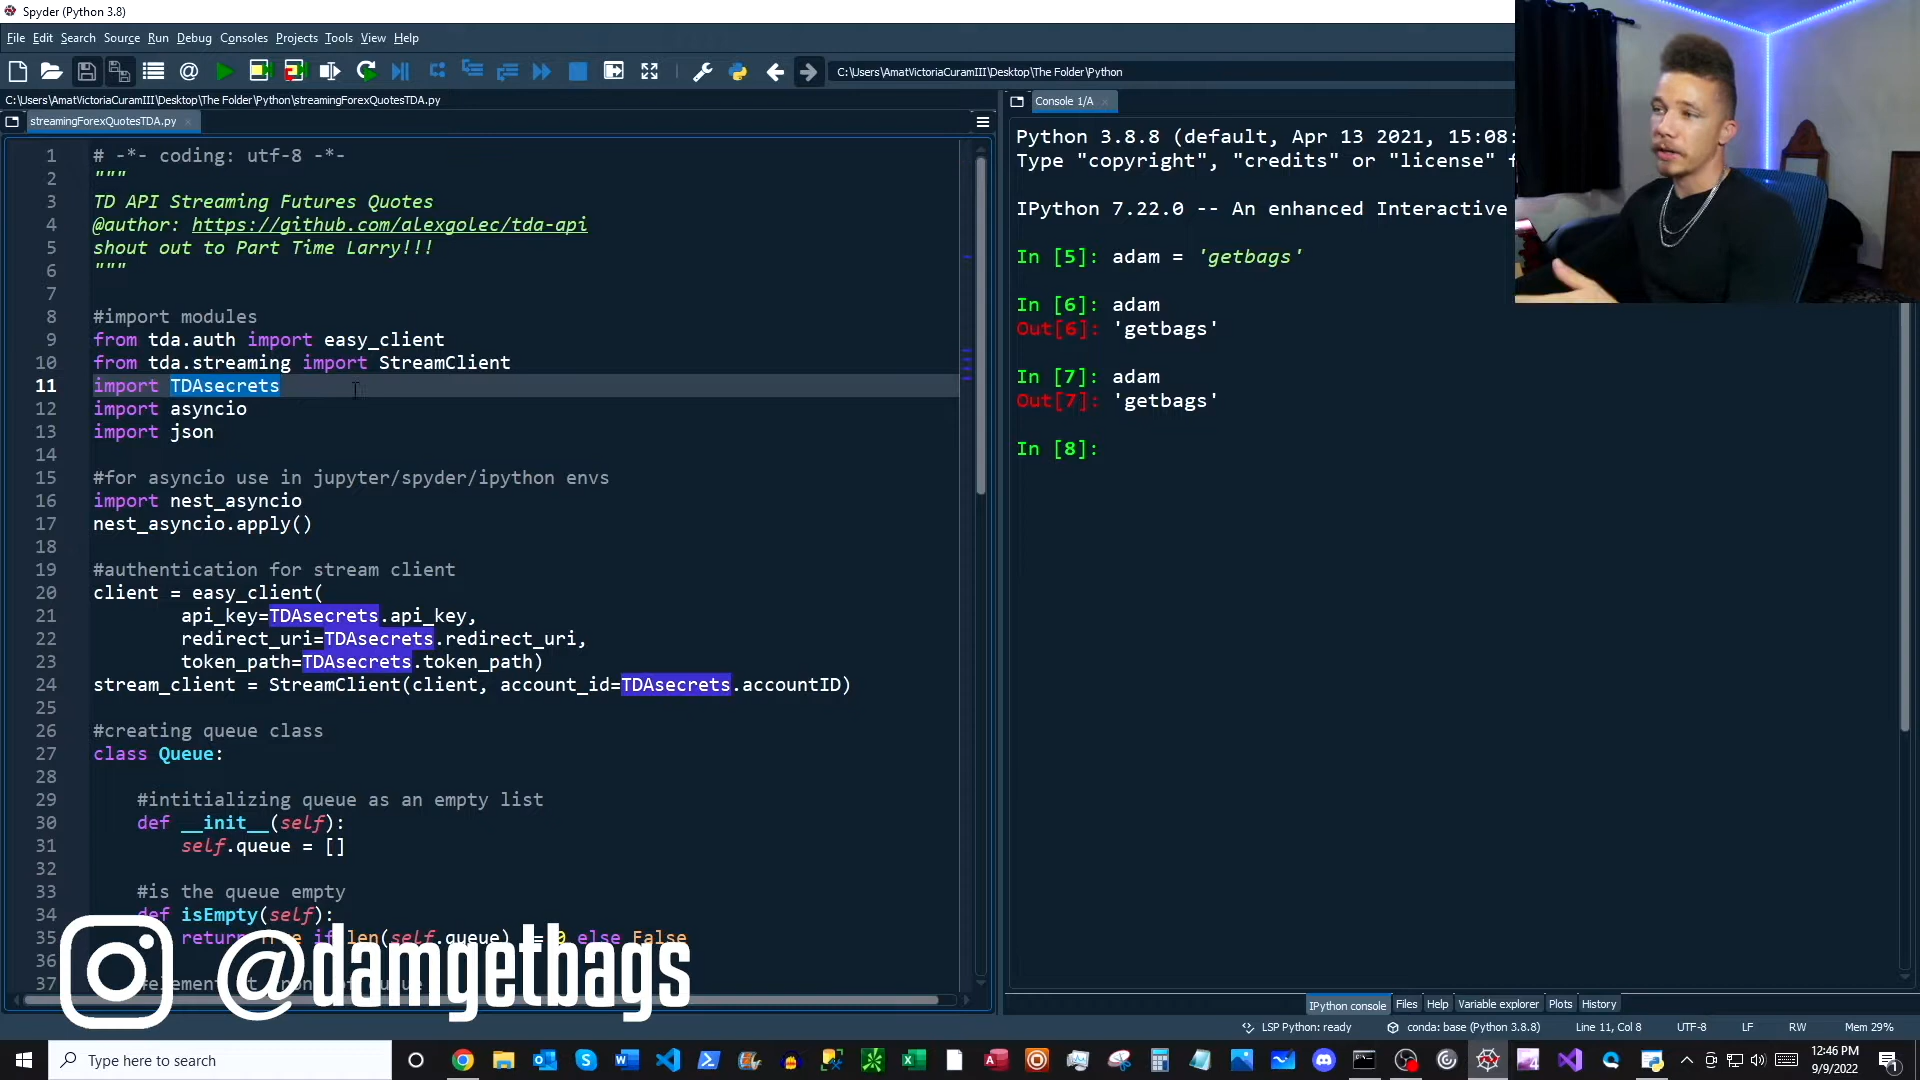 Spyder (Python 3.8)
File Edit Search Source Run Debug Consoles Projects Tools View Help
C:\Users\AmatVictoriaCuramIII\Desktop\The Folder\Python
C:\Users\AmatVictoriaCuramIII\Desktop\The Folder\Python\streamingForexQuotesTDA.py
streamingForexQuotesTDA.py
1 # -*- coding: utf-8 -*-
2 """
3 TD API Streaming Futures Quotes
4 @author: https://github.com/alexgolec/tda-api
5 shout out to Part Time Larry!!!
6 """
7
8 #import modules
9 from tda.auth import easy_client
10 from tda.streaming import StreamClient
11 import TDAsecrets
12 import asyncio
13 import json
14
15 #for asyncio use in jupyter/spyder/ipython envs
16 import nest_asyncio
17 nest_asyncio.apply()
18
19 #authentication for stream client
20 client = easy_client(
21 api_key=TDAsecrets.api_key,
22 redirect_uri=TDAsecrets.redirect_uri,
23 token_path=TDAsecrets.token_path)
24 stream_client = StreamClient(client, account_id=TDAsecrets.accountID)
25
26 #creating queue class
27 class Queue:
28
29 #intitializing queue as an empty list
30 def __init__(self):
31 self.queue = []
32
33 #is the queue empty
34 def isEmpty(self):
35 return True if len(self.queue) == 0 else False
36
37
@damgetbags
Console 1/A
Python 3.8.8 (default, Apr 13 2021, 15:08:
Type "copyright", "credits" or "license" f
IPython 7.22.0 -- An enhanced Interactive
In [5]: adam = 'getbags'
In [6]: adam
Out[6]: 'getbags'
In [7]: adam
Out[7]: 'getbags'
In [8]:
IPython console Files Help Variable explorer Plots History
LSP Python: ready conda: base (Python 3.8.8) Line 11, Col 8 UTF-8 LF RW Mem 29%
Type here to search
12:46 PM
9/9/2022